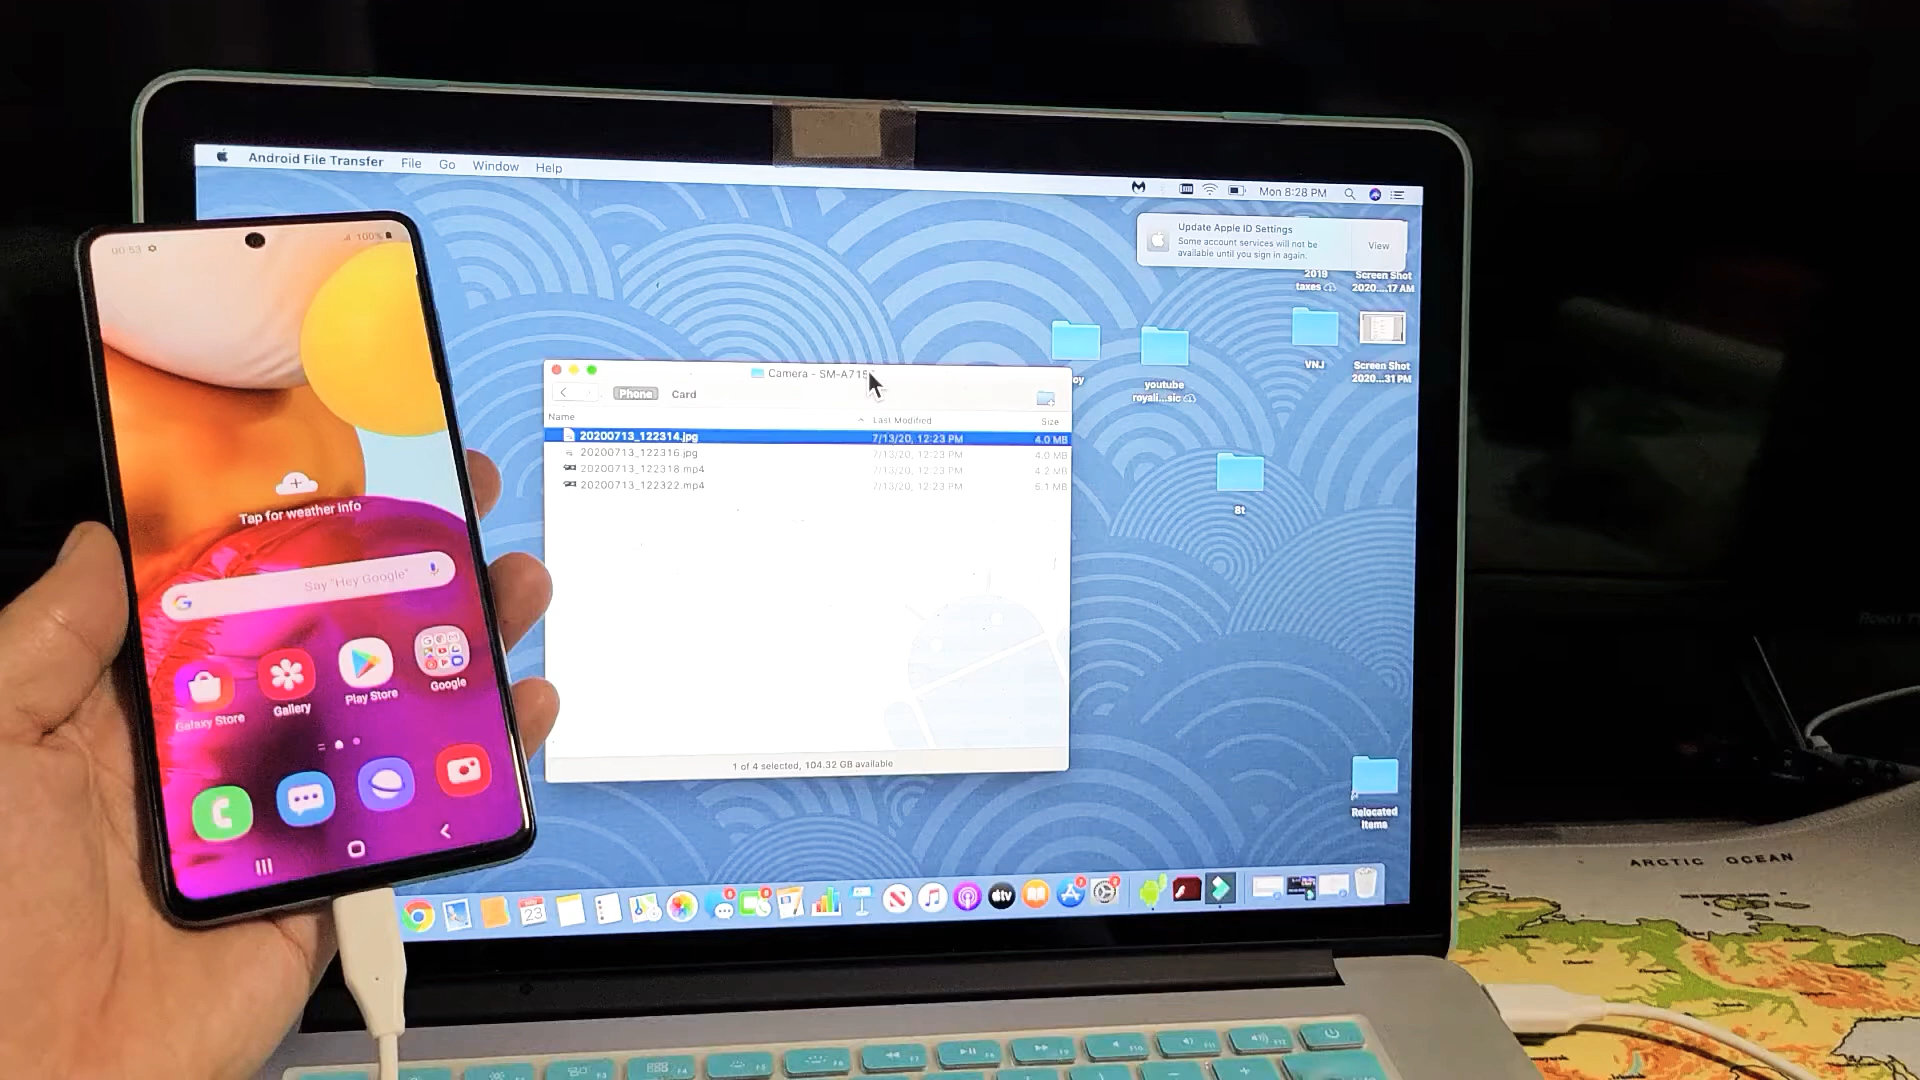 Android File Transfer File Go Window Help
Mon 8:28 PM
Update Apple ID Settings
Some account services will not be
available until you sign in again.
View
2019
taxes
Screen Shot
2020....17 AM
VNJ
Screen Shot
2020...31 PM
oy
youtube
royali...sic
8t
Relocated
Items
Camera - SM-A715
Phone Card
Name Last Modified Size
20200713_122314.jpg 7/13/20, 12:23 PM 4.0 MB
20200713_122316.jpg 7/13/20, 12:23 PM 4.0 MB
20200713_122318.mp4 7/13/20, 12:23 PM 4.2 MB
20200713_122322.mp4 7/13/20, 12:23 PM 5.1 MB
1 of 4 selected, 104.32 GB available
00:53
100%
Tap for weather info
Say "Hey Google"
Galaxy Store
Gallery
Play Store
Google
23
tv
ARCTIC OCEAN